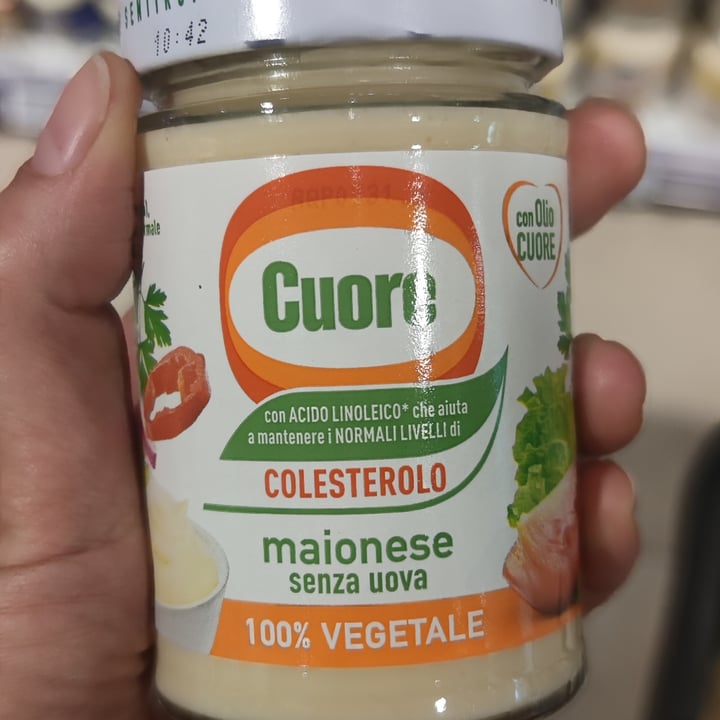 10:42
con Olio
CUORE
Cuore
con ACIDO LINOLEICO* che aiuta
a mantenere i NORMALI LIVELLI di
COLESTEROLO
maionese
senza uova
100% VEGETALE